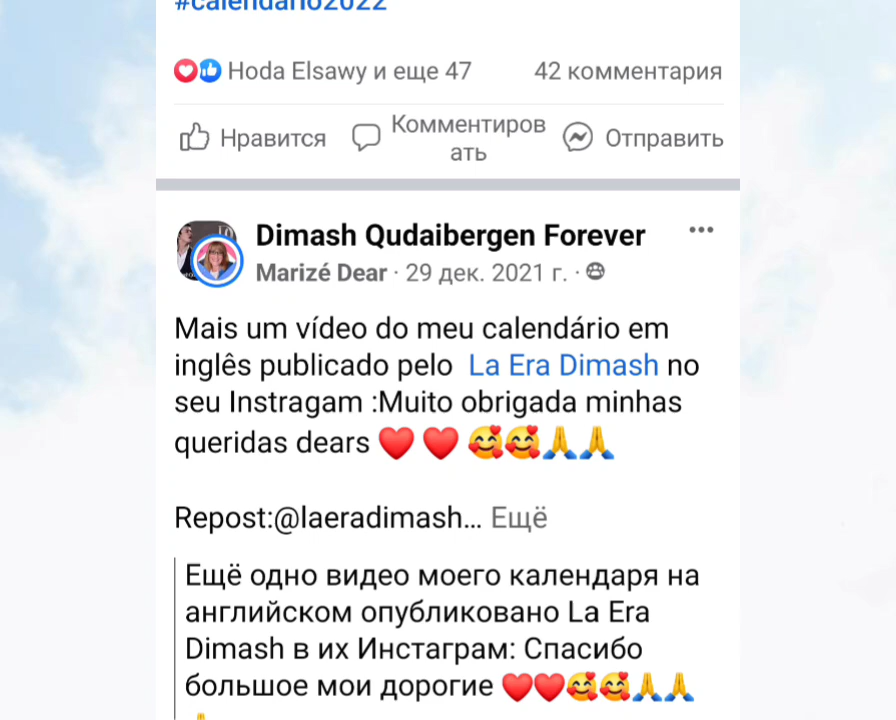 #calendario2022
Hoda Elsawy и еще 47 42 комментария
Нравится Комментировать Отправить
Dimash Qudaibergen Forever
Marizé Dear · 29 дек. 2021 г. ·
Mais um vídeo do meu calendário em
inglês publicado pelo La Era Dimash no
seu Instragam :Muito obrigada minhas
queridas dears ❤️ ❤️ 🥰🥰🙏🙏
Repost:@laeradimash... Ещё
Ещё одно видео моего календаря на
английском опубликовано La Era
Dimash в их Инстаграм: Спасибо
большое мои дорогие ❤️❤️🥰🥰🙏🙏